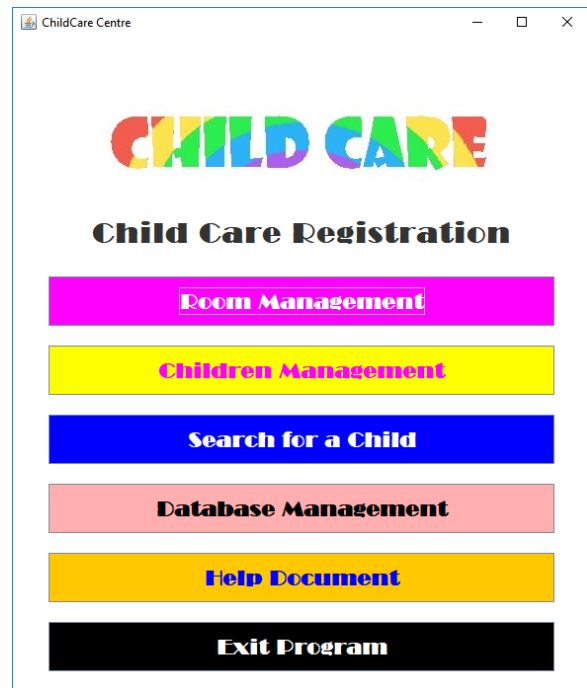 ChildCare Centre
CHILD CARE
Child Care Registration
Room Management
Children Management
Search for a Child
Database Management
Help Document
Exit Program